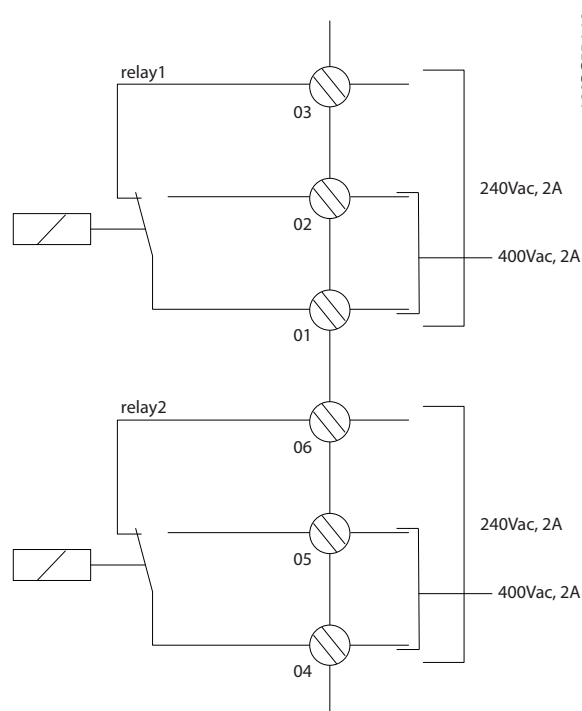 relay1
03
240Vac, 2A
02
400Vac, 2A
01
relay2
06
240Vac, 2A
05
400Vac, 2A
04